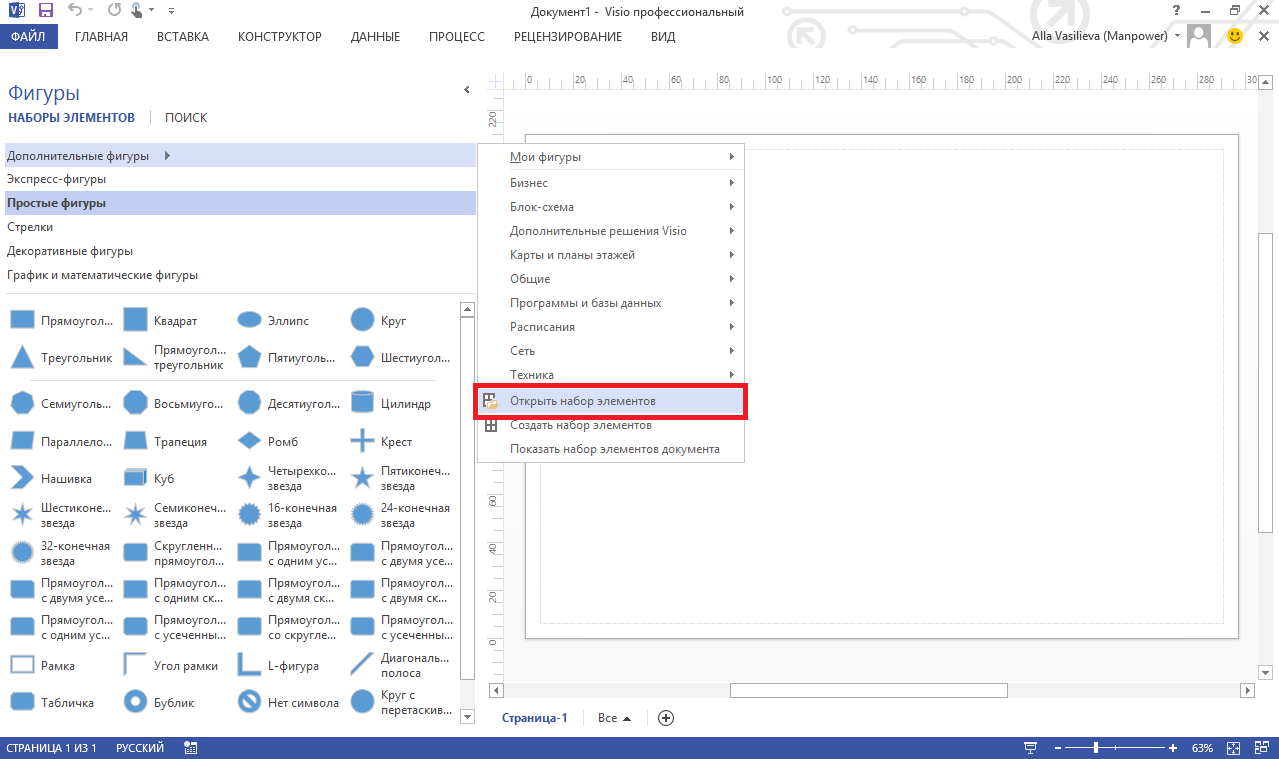 Документ1 - Visio профессиональный
ФАЙЛ ГЛАВНАЯ ВСТАВКА КОНСТРУКТОР ДАННЫЕ ПРОЦЕСС РЕЦЕНЗИРОВАНИЕ ВИД
Alla Vasilieva (Manpower)
Фигуры
НАБОРЫ ЭЛЕМЕНТОВ ПОИСК
Дополнительные фигуры
Экспресс-фигуры
Простые фигуры
Стрелки
Декоративные фигуры
График и математические фигуры
Прямоугол... Квадрат Эллипс Круг
Треугольник Прямоугол... треугольник Пятиуголь... Шестиугол...
Семиуголь... Восьмиугол... Десятиугол... Цилиндр
Параллело... Трапеция Ромб Крест
Нашивка Куб Четырехко... звезда Пятиконеч... звезда
Шестиконе... звезда Семиконеч... звезда 16-конечная звезда 24-конечная звезда
32-конечная звезда Скругленн... прямоугол... Прямоугол... с одним ус... Прямоугол... с двумя усе...
Прямоугол... с двумя усе... Прямоугол... с одним ск... Прямоугол... с двумя ск... Прямоугол... с двумя ск...
Прямоугол... с одним ус... Прямоугол... с усеченны... Прямоугол... со скругле... Прямоугол... с усеченны...
Рамка Угол рамки L-фигура Диагональ... полоса
Табличка Бублик Нет символа Круг с перетаскив...
0 20 40 60 80 100 120 140 160 180 200 220 240 260 280 30
220
60
40
20
0
Мои фигуры
Бизнес
Блок-схема
Дополнительные решения Visio
Карты и планы этажей
Общие
Программы и базы данных
Расписания
Сеть
Техника
Открыть набор элементов
Создать набор элементов
Показать набор элементов документа
Страница-1 Все
СТРАНИЦА 1 ИЗ 1 РУССКИЙ 63%